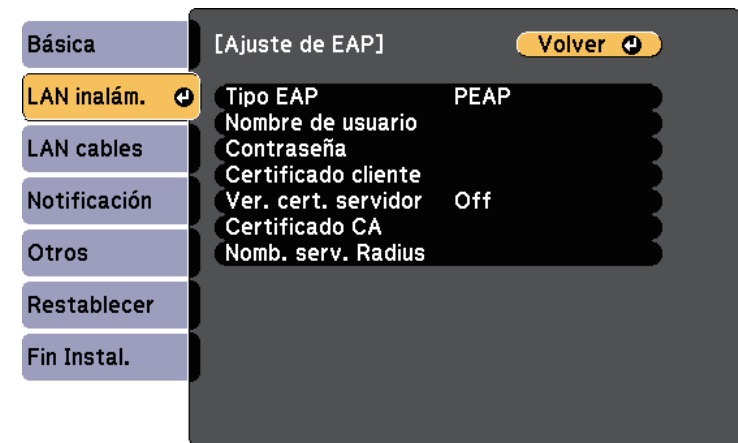 Básica
LAN inalám.
LAN cables
Notificación
Otros
Restablecer
Fin Instal.
[Ajuste de EAP] Volver
Tipo EAP PEAP
Nombre de usuario
Contraseña
Certificado cliente
Ver. cert. servidor Off
Certificado CA
Nomb. serv. Radius